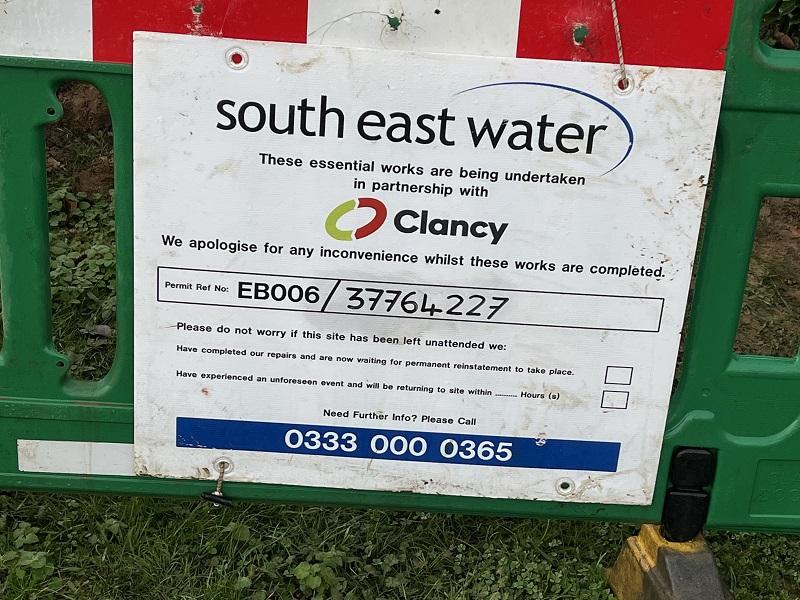 south east water
These essential works are being undertaken
in partnership with
Clancy
We apologise for any inconvenience whilst these works are completed.
Permit Ref No: EB006/37764227
Please do not worry if this site has been left unattended we:
Have completed our repairs and are now waiting for permanent reinstatement to take place.
Have experienced an unforeseen event and will be returning to site within .......... Hours (s)
Need Further Info? Please Call
0333 000 0365